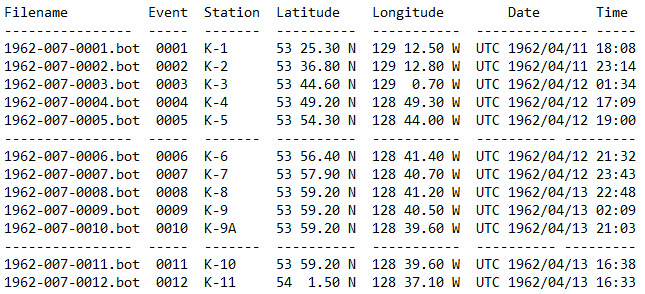 Filename          Event  Station  Latitude    Longitude        Date       Time
----------------  -----  -------  ----------  -----------  -------------- -----
1962-007-0001.bot  0001  K-1      53 25.30 N  129 12.50 W  UTC 1962/04/11 18:08
1962-007-0002.bot  0002  K-2      53 36.80 N  129 12.80 W  UTC 1962/04/11 23:14
1962-007-0003.bot  0003  K-3      53 44.60 N  129  0.70 W  UTC 1962/04/12 01:34
1962-007-0004.bot  0004  K-4      53 49.20 N  128 49.30 W  UTC 1962/04/12 17:09
1962-007-0005.bot  0005  K-5      53 54.30 N  128 44.00 W  UTC 1962/04/12 19:00
----------------  -----  -------  ----------  -----------  ---------- ---------
1962-007-0006.bot  0006  K-6      53 56.40 N  128 41.40 W  UTC 1962/04/12 21:32
1962-007-0007.bot  0007  K-7      53 57.90 N  128 40.70 W  UTC 1962/04/12 23:43
1962-007-0008.bot  0008  K-8      53 59.20 N  128 41.20 W  UTC 1962/04/13 22:48
1962-007-0009.bot  0009  K-9      53 59.20 N  128 40.50 W  UTC 1962/04/13 02:09
1962-007-0010.bot  0010  K-9A     53 59.20 N  128 39.60 W  UTC 1962/04/13 21:03
----------------  -----  -------  ----------  -----------  ---------- ---------
1962-007-0011.bot  0011  K-10     53 59.20 N  128 39.60 W  UTC 1962/04/13 16:38
1962-007-0012.bot  0012  K-11     54  1.50 N  128 37.10 W  UTC 1962/04/13 16:33